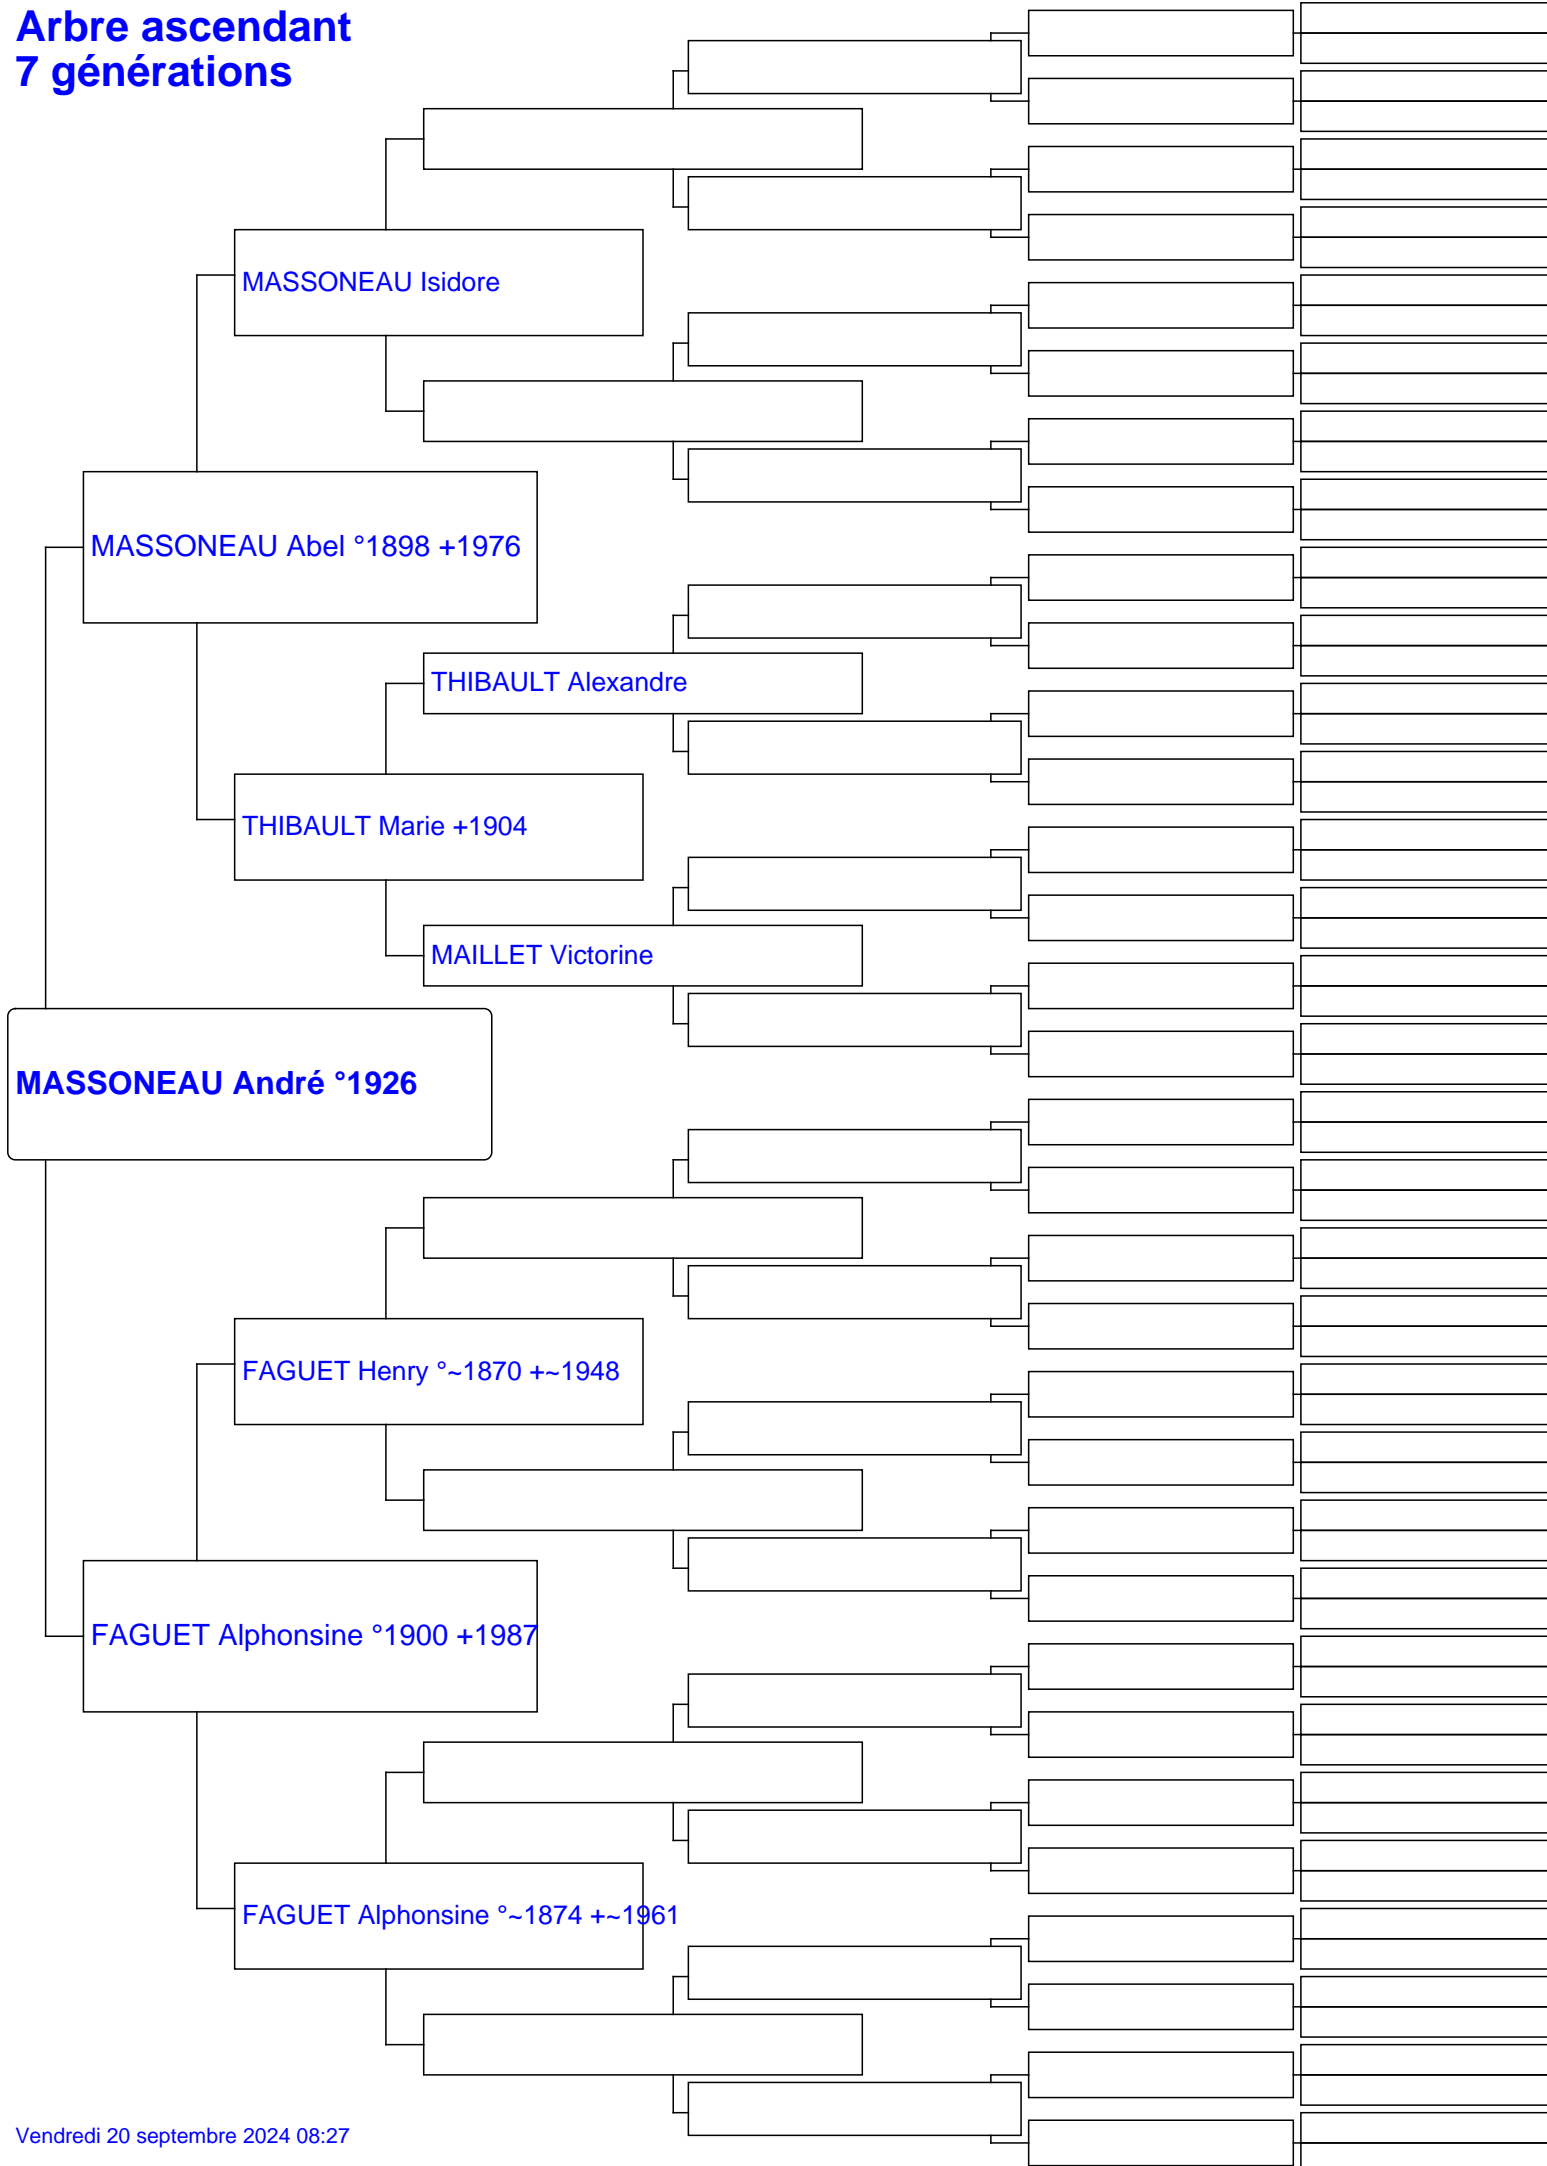 Arbre ascendant
7 générations
MASSONEAU Isidore
MASSONEAU Abel °1898 +1976
THIBAULT Alexandre
THIBAULT Marie +1904
MAILLET Victorine
MASSONEAU André °1926
FAGUET Henry °~1870 +~1948
FAGUET Alphonsine °1900 +1987
FAGUET Alphonsine °~1874 +~1961
Vendredi 20 septembre 2024 08:27